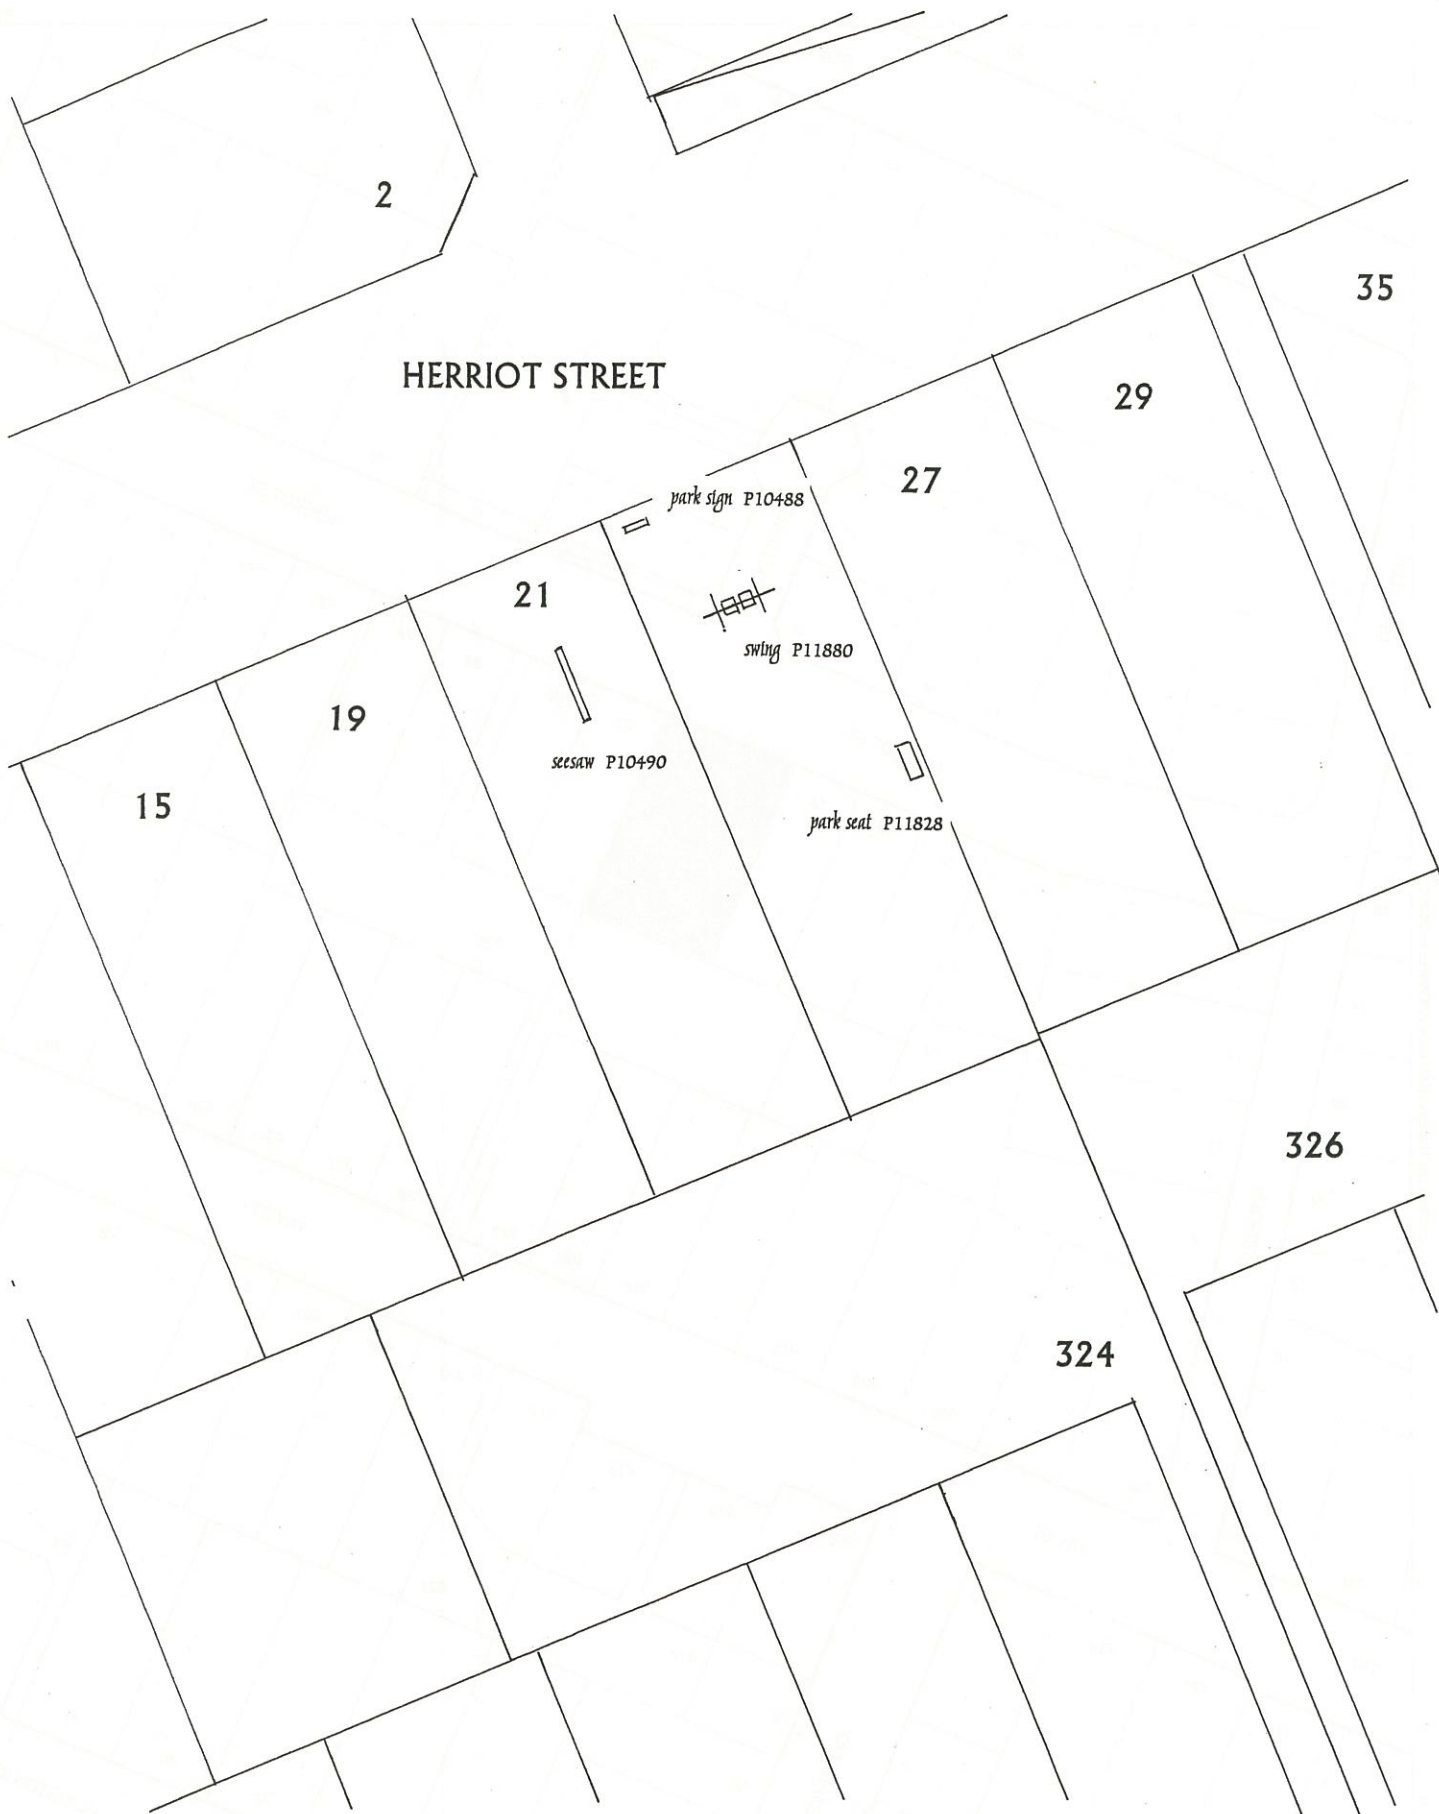 2
35
HERRIOT STREET
29
27
park sign P10488
21
swing P11880
19
seesaw P10490
15
park seat P11828
326
324